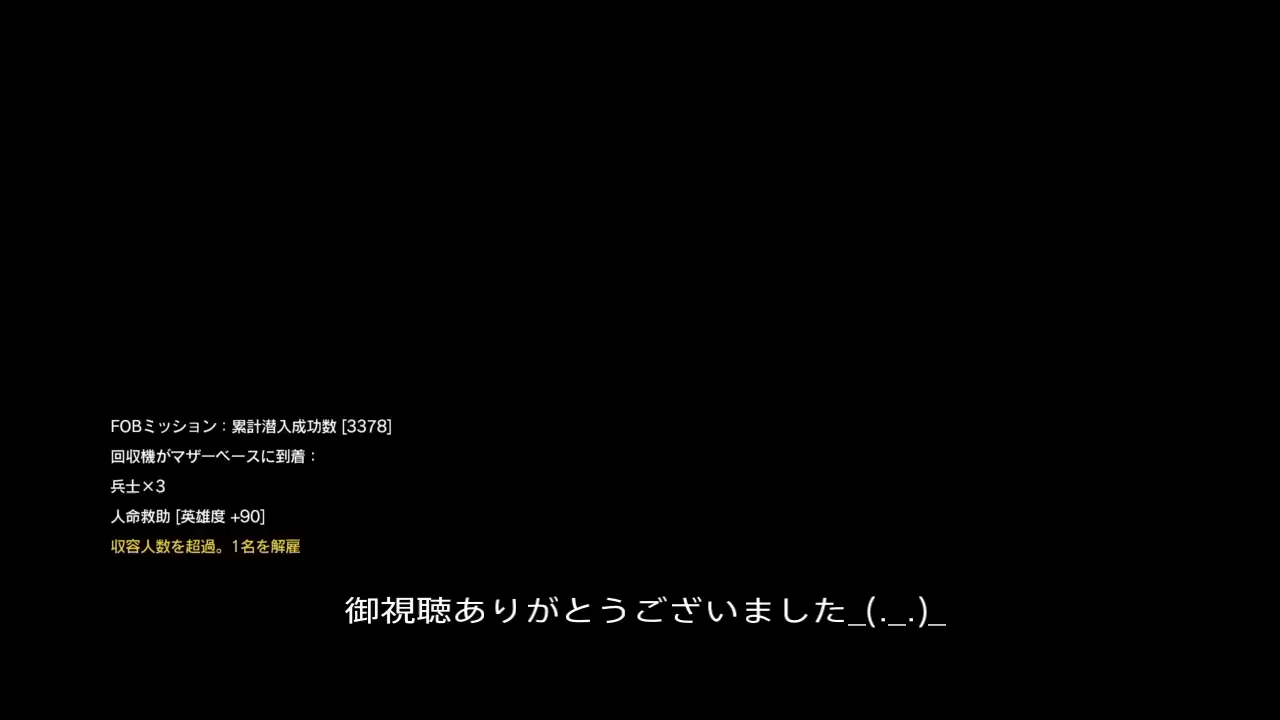 FOBミッション：累計潜入成功数 [3378]
回収機がマザーベースに到着：
兵士×3
人命救助 [英雄度 +90]
収容人数を超過。1名を解雇
御視聴ありがとうございました_(._.)_